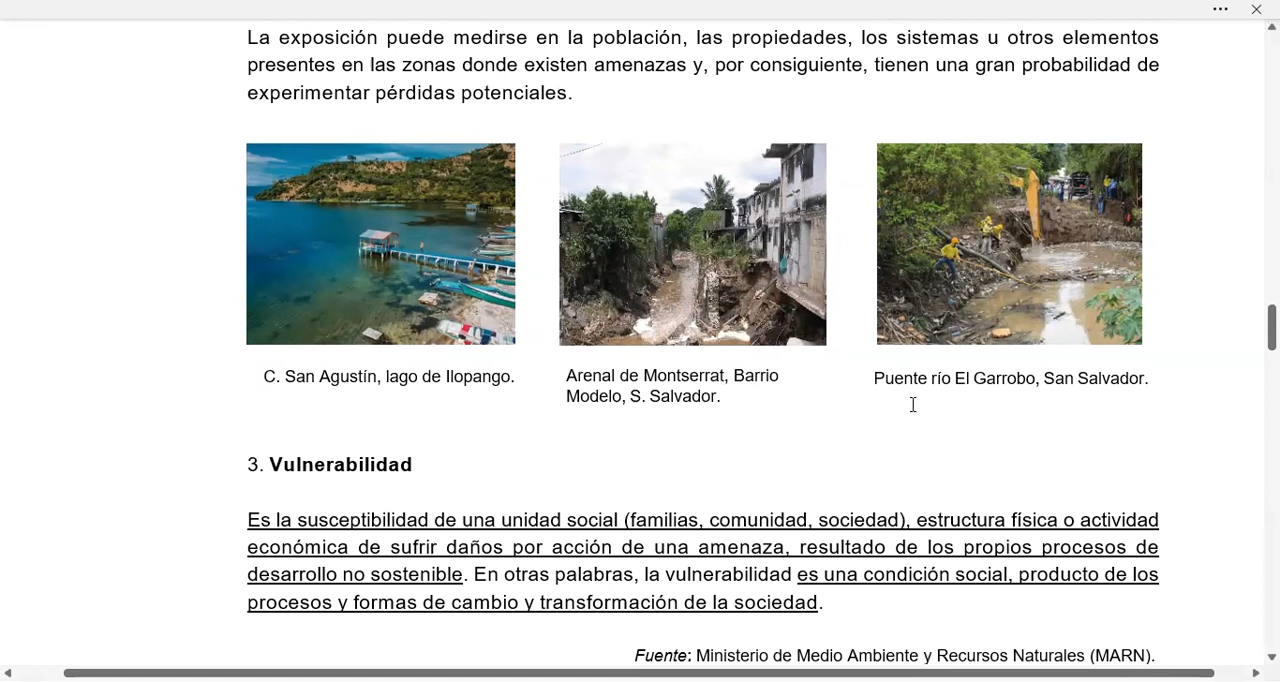 La exposición puede medirse en la población, las propiedades, los sistemas u otros elementos
presentes en las zonas donde existen amenazas y, por consiguiente, tienen una gran probabilidad de
experimentar pérdidas potenciales.
C. San Agustín, lago de Ilopango.
Arenal de Montserrat, Barrio
Modelo, S. Salvador.
Puente río El Garrobo, San Salvador.
3. Vulnerabilidad
Es la susceptibilidad de una unidad social (familias, comunidad, sociedad), estructura física o actividad
económica de sufrir daños por acción de una amenaza, resultado de los propios procesos de
desarrollo no sostenible. En otras palabras, la vulnerabilidad es una condición social, producto de los
procesos y formas de cambio y transformación de la sociedad.
Fuente: Ministerio de Medio Ambiente y Recursos Naturales (MARN).